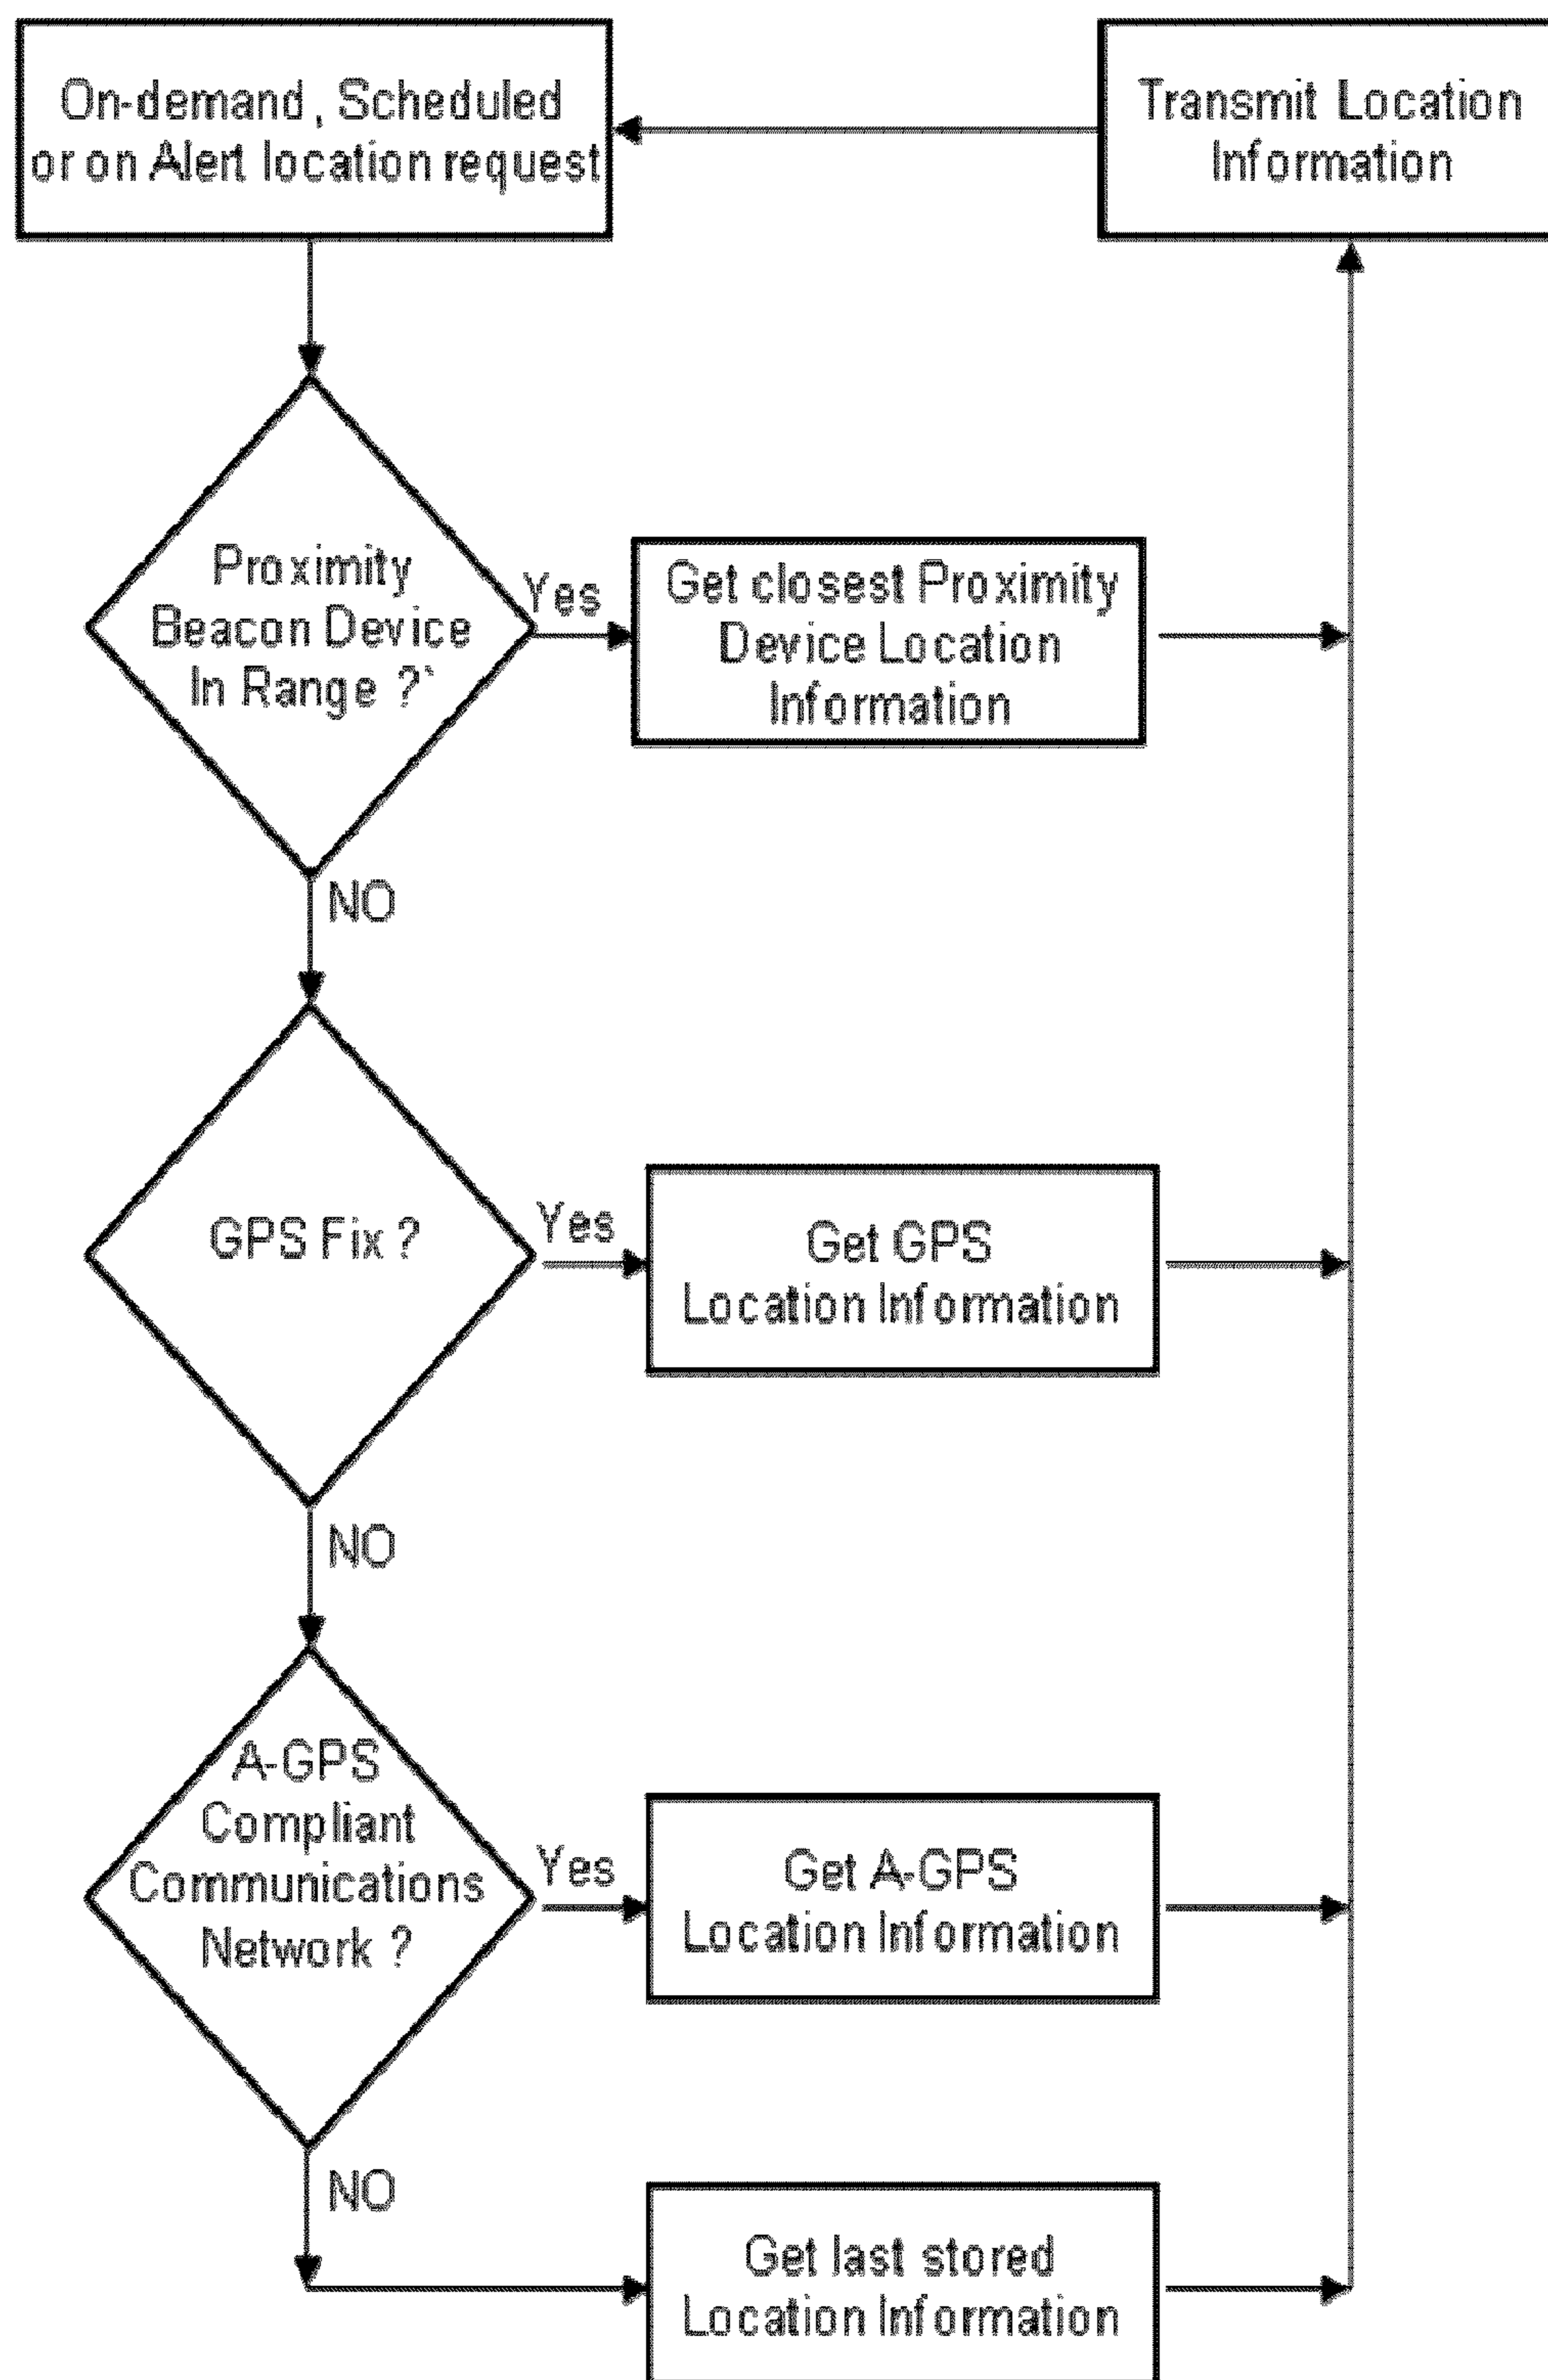 On-demand, Scheduled
or on Alert location request
Transmit Location
Information
Proximity
Beacon Device
In Range ?`
Yes
Get closest Proximity
Device Location
Information
NO
GPS Fix ?
Yes
Get GPS
Location Information
NO
A-GPS
Compliant
Communications
Network ?
Yes
Get A-GPS
Location Information
NO
Get last stored
Location Information